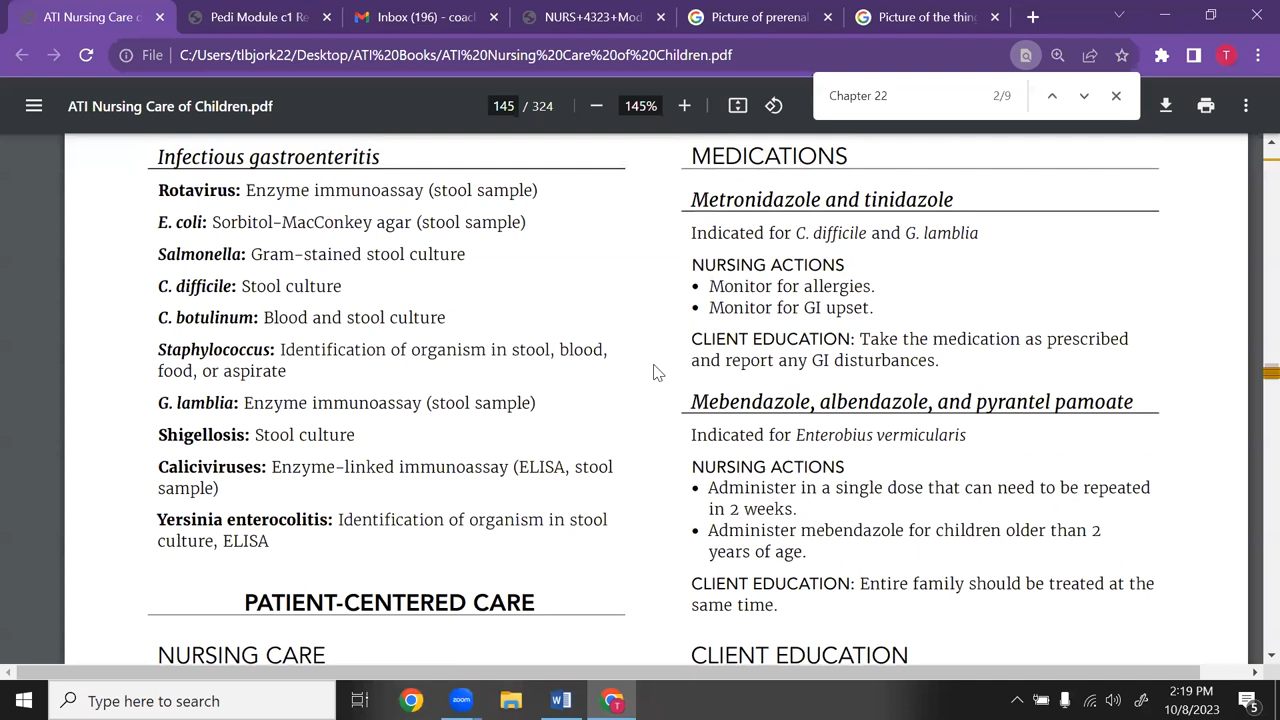 ATI Nursing Care of
Pedi Module c1 Re
Inbox (196) - coach
NURS+4323+Mod
Picture of prerenal
Picture of the thing
File
C:/Users/tlbjork22/Desktop/ATI%20Books/ATI%20Nursing%20Care%20of%20Children.pdf
T
ATI Nursing Care of Children.pdf
145 / 324
145%
Chapter 22
2/9
Infectious gastroenteritis
Rotavirus: Enzyme immunoassay (stool sample)
E. coli: Sorbitol-MacConkey agar (stool sample)
Salmonella: Gram-stained stool culture
C. difficile: Stool culture
C. botulinum: Blood and stool culture
Staphylococcus: Identification of organism in stool, blood,
food, or aspirate
G. lamblia: Enzyme immunoassay (stool sample)
Shigellosis: Stool culture
Caliciviruses: Enzyme-linked immunoassay (ELISA, stool
sample)
Yersinia enterocolitis: Identification of organism in stool
culture, ELISA
PATIENT-CENTERED CARE
NURSING CARE
MEDICATIONS
Metronidazole and tinidazole
Indicated for C. difficile and G. lamblia
NURSING ACTIONS
• Monitor for allergies.
• Monitor for GI upset.
CLIENT EDUCATION: Take the medication as prescribed
and report any GI disturbances.
Mebendazole, albendazole, and pyrantel pamoate
Indicated for Enterobius vermicularis
NURSING ACTIONS
• Administer in a single dose that can need to be repeated
in 2 weeks.
• Administer mebendazole for children older than 2
years of age.
CLIENT EDUCATION: Entire family should be treated at the
same time.
CLIENT EDUCATION
Type here to search
zoom
W
T
2:19 PM
10/8/2023
5